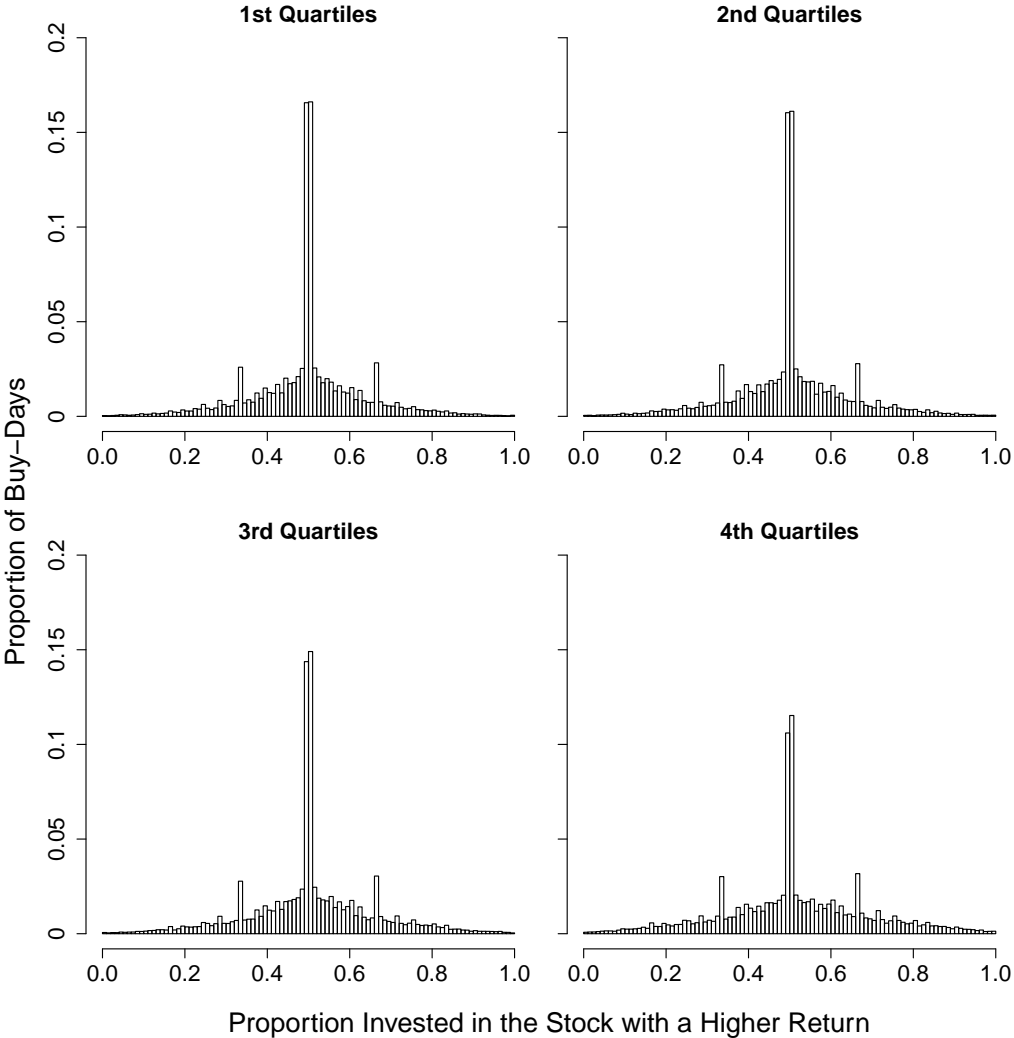 1st Quartiles
2nd Quartiles
0.2
0.15
0.1
0.05
0
0.0 0.2 0.4 0.6 0.8 1.0
0.0 0.2 0.4 0.6 0.8 1.0
Proportion of Buy−Days
3rd Quartiles
4th Quartiles
0.2
0.15
0.1
0.05
0
0.0 0.2 0.4 0.6 0.8 1.0
0.0 0.2 0.4 0.6 0.8 1.0
Proportion Invested in the Stock with a Higher Return